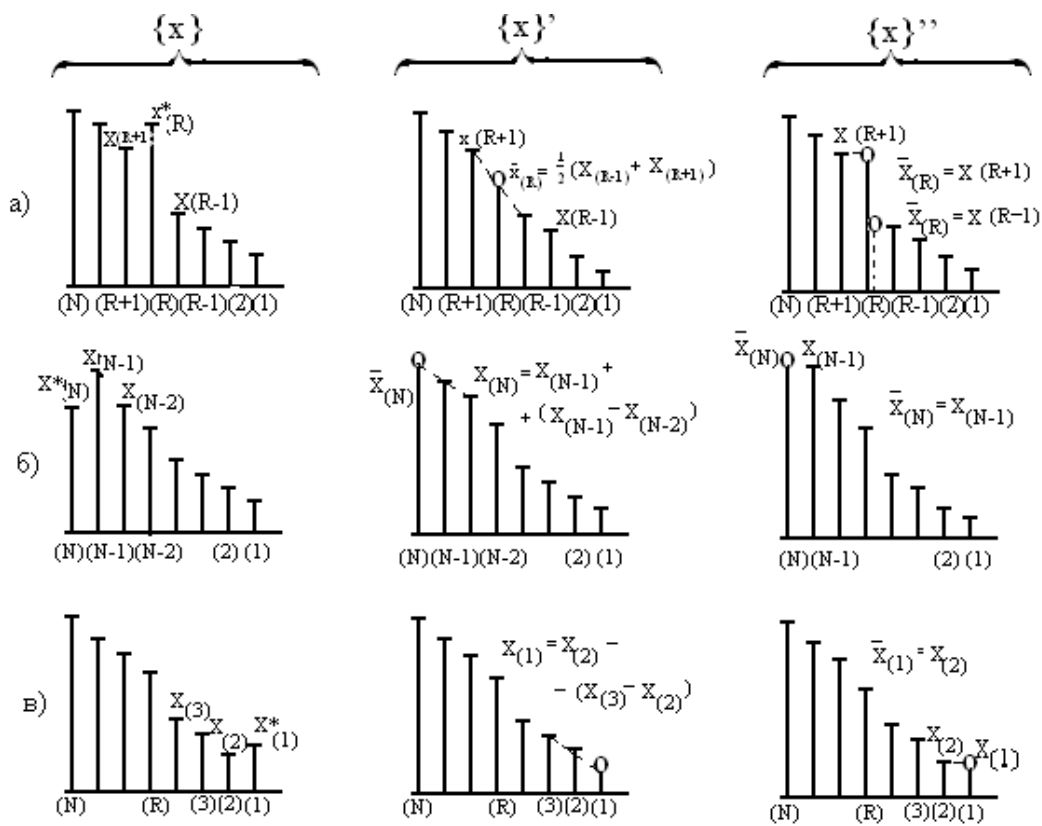 {x} {x}' {x}''
а)
X(R+1) x*(R)
X(R-1)
(N) (R+1)(R)(R-1)(2)(1)
x (R+1)
x̄(R) = 1/2 (X(R-1) + X(R+1))
X(R-1)
(N) (R+1)(R)(R-1)(2)(1)
X (R+1)
X̄(R) = X (R+1)
X̄(R) = X (R-1)
(N) (R+1)(R)(R-1)(2)(1)
б)
X(N-1)
X*(N)
X(N-2)
(N)(N-1)(N-2) (2) (1)
X̄(N)
X(N) = X(N-1) +
+ (X(N-1) - X(N-2))
(N)(N-1)(N-2) (2) (1)
X̄(N) X(N-1)
X̄(N) = X(N-1)
(N)(N-1) (2) (1)
в)
X(3)
X(2) X*(1)
(N) (R) (3)(2)(1)
X(1) = X(2) -
- (X(3) - X(2))
(N) (R) (3)(2)(1)
X̄(1) = X(2)
X(2) X(1)
(N) (R) (3)(2)(1)